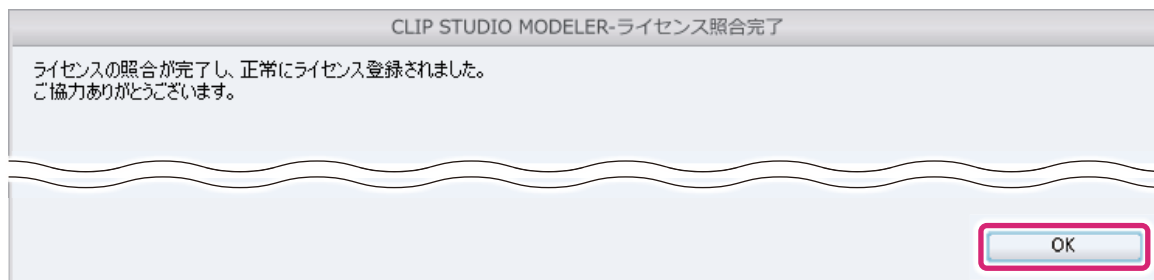 CLIP STUDIO MODELER-ライセンス照合完了
ライセンスの照合が完了し、正常にライセンス登録されました。
ご協力ありがとうございます。
OK